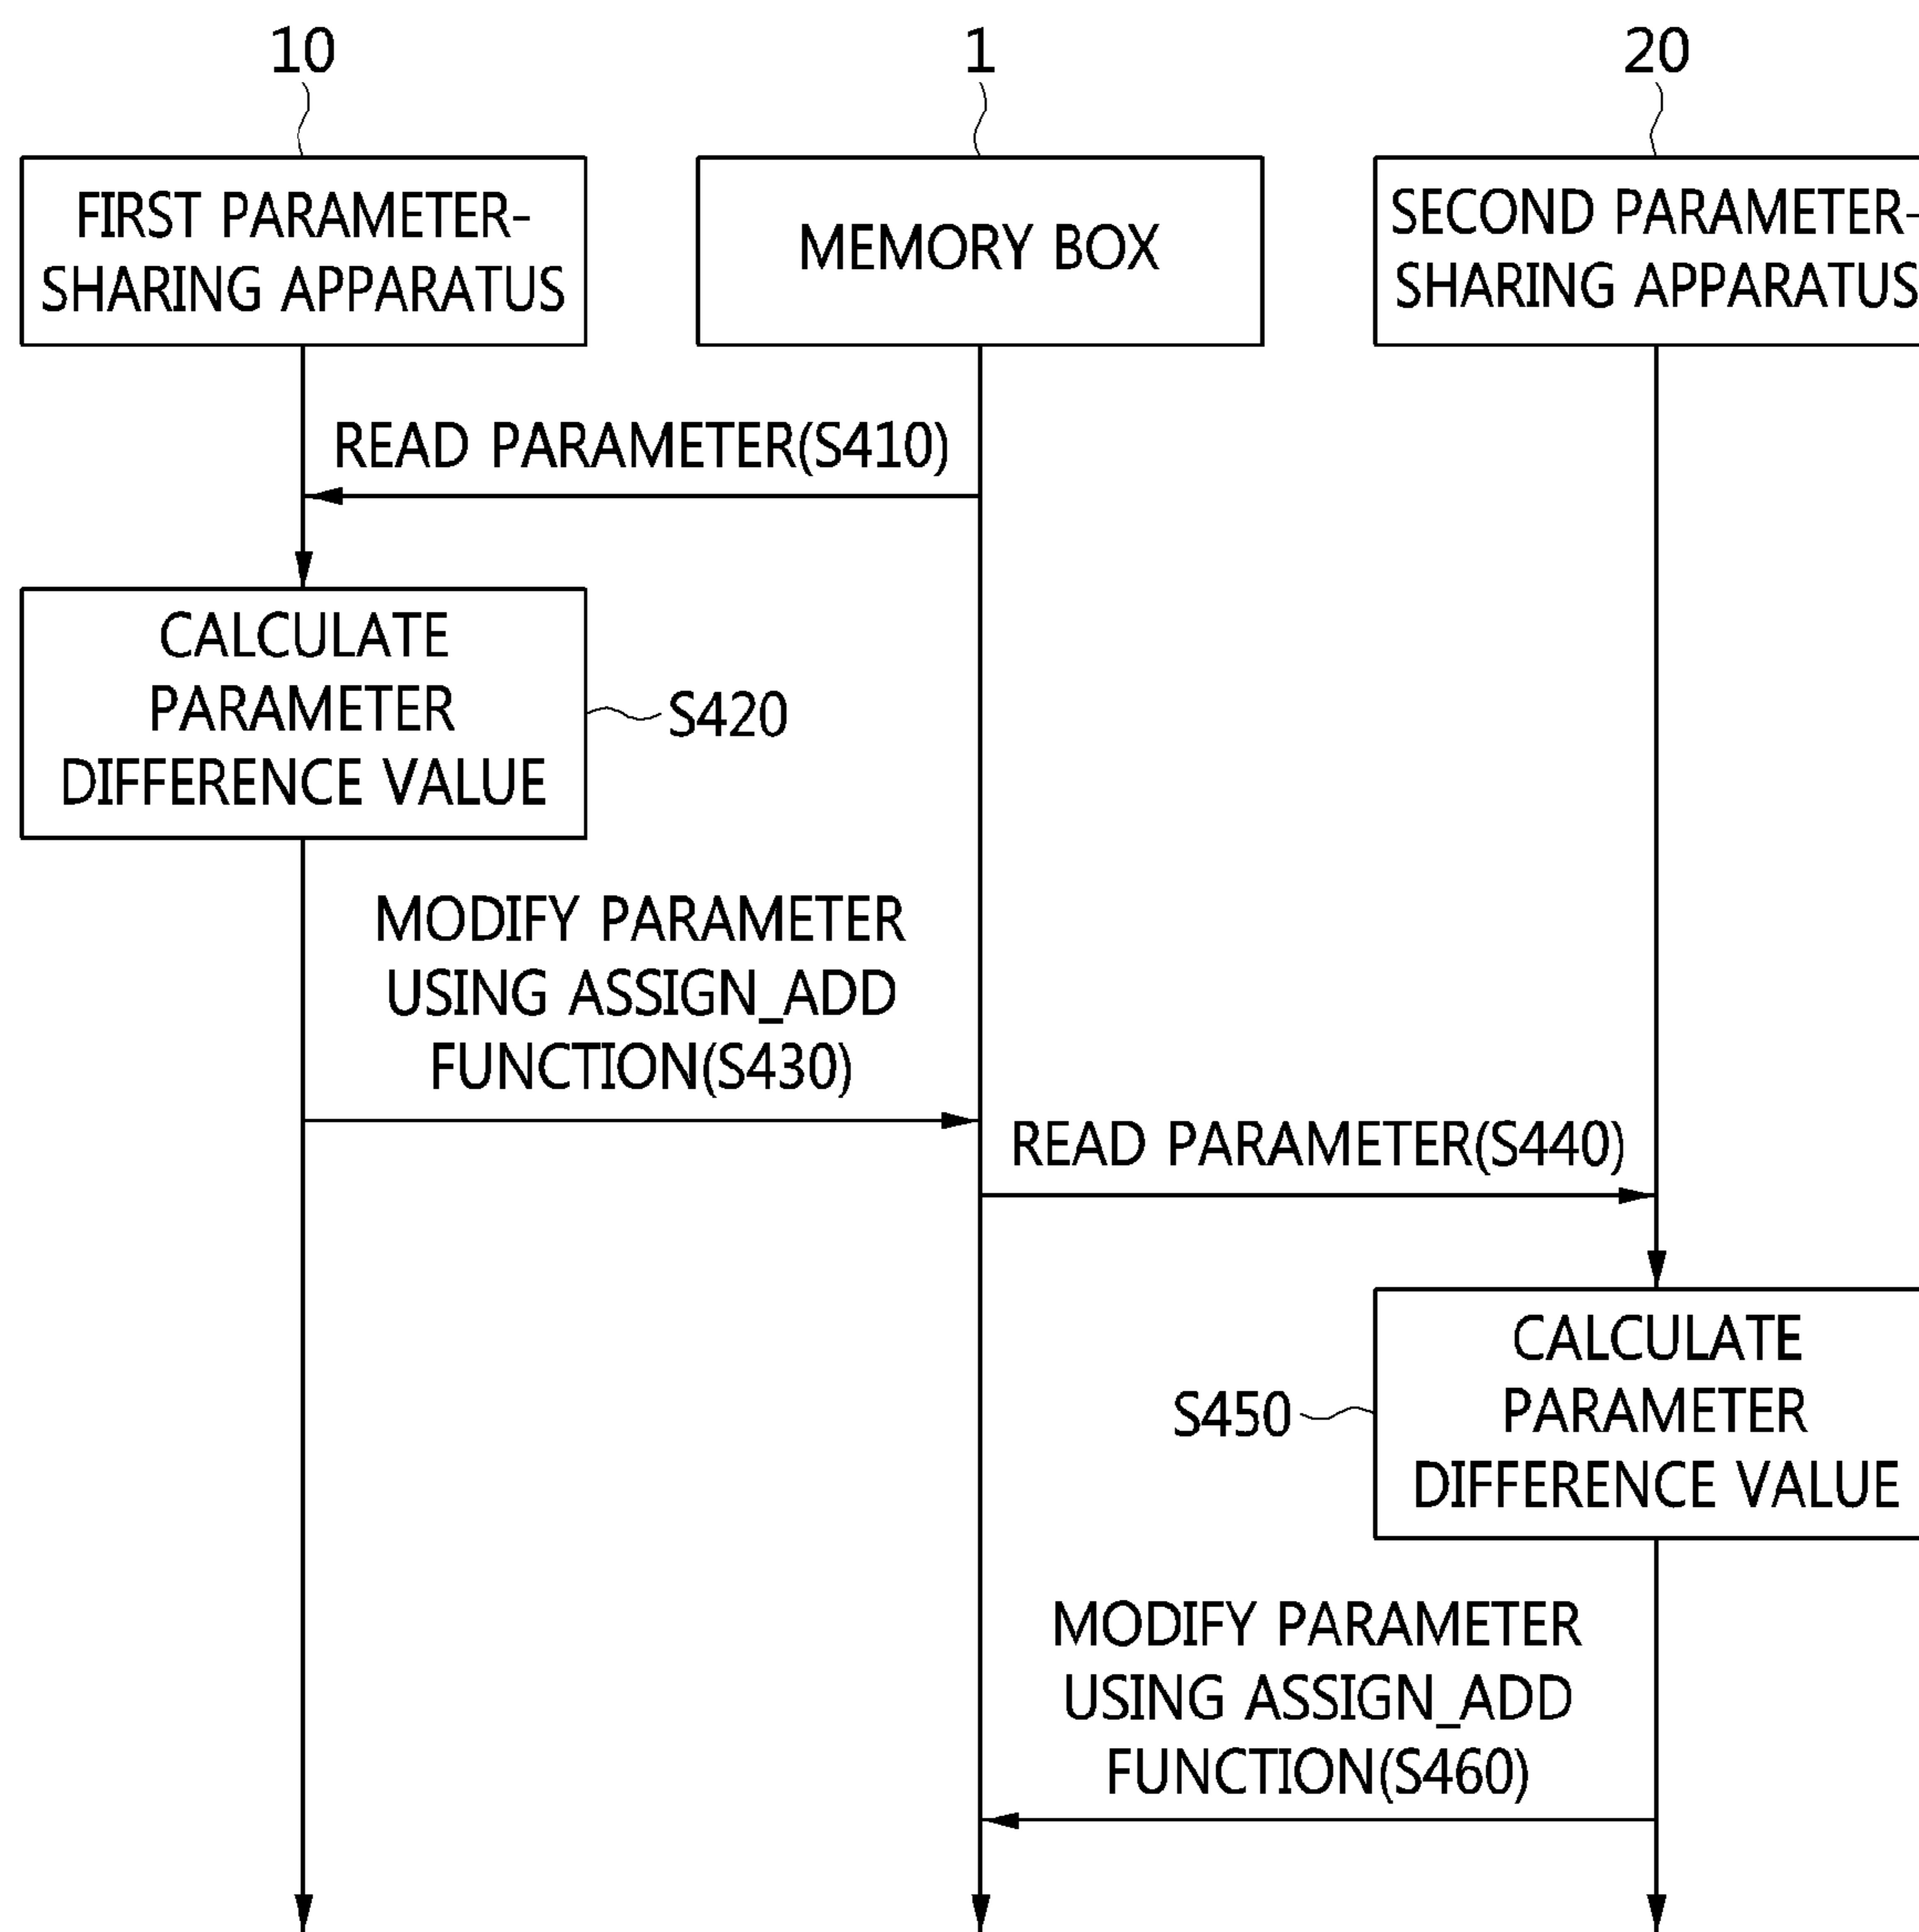 10
1
20
FIRST PARAMETER-
SHARING APPARATUS
MEMORY BOX
SECOND PARAMETER-
SHARING APPARATUS
READ PARAMETER(S410)
CALCULATE
PARAMETER
DIFFERENCE VALUE
S420
MODIFY PARAMETER
USING ASSIGN_ADD
FUNCTION(S430)
READ PARAMETER(S440)
CALCULATE
PARAMETER
DIFFERENCE VALUE
S450
MODIFY PARAMETER
USING ASSIGN_ADD
FUNCTION(S460)